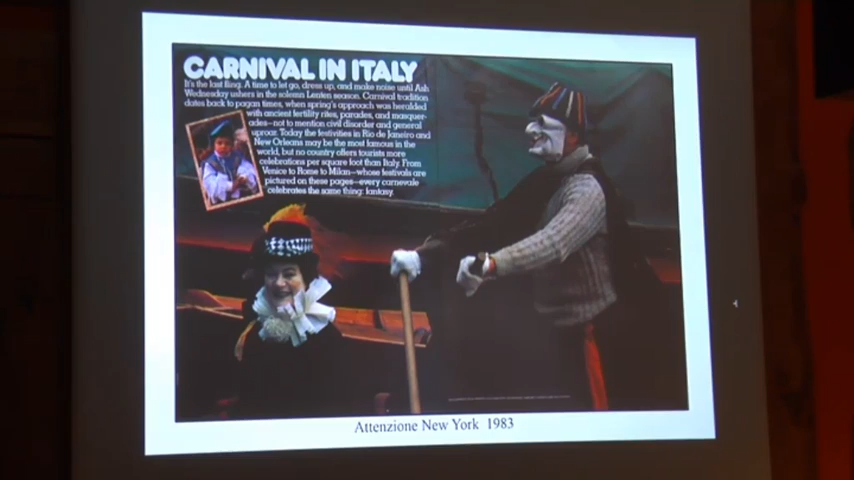 CARNIVAL IN ITALY
It's the last fling. A time to let go, dress up, and make noise until Ash
Wednesday ushers in the solemn Lenten season. Carnival tradition
dates back to pagan times, when spring's approach was heralded
with ancient fertility rites, parades, and masquer-
ades—not to mention civil disorder and general
uproar. Today the festivities in Rio de Janeiro and
New Orleans may be the most famous in the
world, but no country offers tourists more
celebrations per square foot than Italy. From
Venice to Rome to Milan—whose festivals are
pictured on these pages—every carnevale
celebrates the same thing: fantasy.
Attenzione New York 1983